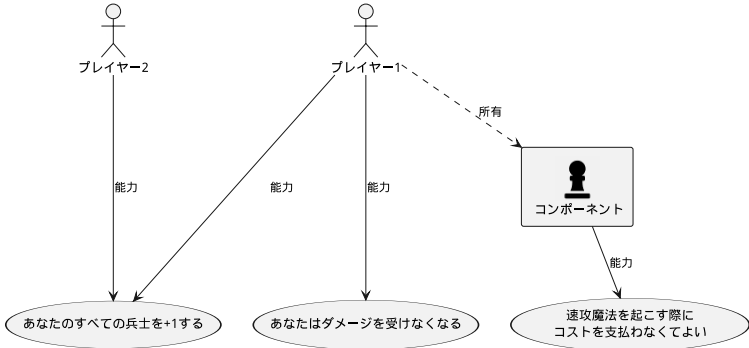 プレイヤー2
プレイヤー1
所有
能力
能力
能力
コンポーネント
能力
あなたのすべての兵士を+1する
あなたはダメージを受けなくなる
速攻魔法を起こす際に
コストを支払わなくてよい